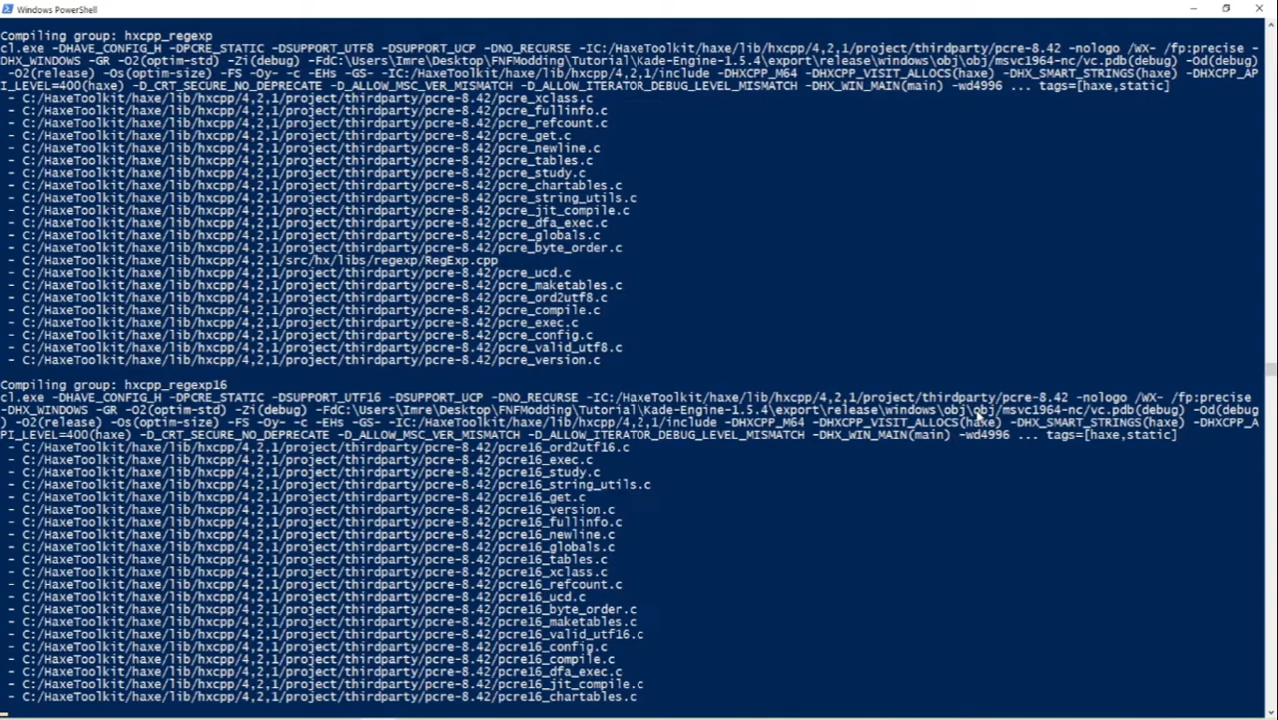 Windows PowerShell
Compiling group: hxcpp_regexp
cl.exe -DHAVE_CONFIG_H -DPCRE_STATIC -DSUPPORT_UTF8 -DSUPPORT_UCP -DNO_RECURSE -IC:/HaxeToolkit/haxe/lib/hxcpp/4,2,1/project/thirdparty/pcre-8.42 -nologo /WX- /fp:precise -
DHX_WINDOWS -GR -O2(optim-std) -Zi(debug) -FdC:\Users\Imre\Desktop\FNFModding\Tutorial\Kade-Engine-1.5.4\export\release\windows\obj\obj/msvc1964-nc/vc.pdb(debug) -Od(debug)
 -O2(release) -Os(optim-size) -FS -Oy- -c -EHs -GS- -IC:/HaxeToolkit/haxe/lib/hxcpp/4,2,1/include -DHXCPP_M64 -DHXCPP_VISIT_ALLOCS(haxe) -DHX_SMART_STRINGS(haxe) -DHXCPP_AP
I_LEVEL=400(haxe) -D_CRT_SECURE_NO_DEPRECATE -D_ALLOW_MSC_VER_MISMATCH -D_ALLOW_ITERATOR_DEBUG_LEVEL_MISMATCH -DHX_WIN_MAIN(main) -wd4996 ... tags=[haxe,static]
 - C:/HaxeToolkit/haxe/lib/hxcpp/4,2,1/project/thirdparty/pcre-8.42/pcre_xclass.c
 - C:/HaxeToolkit/haxe/lib/hxcpp/4,2,1/project/thirdparty/pcre-8.42/pcre_fullinfo.c
 - C:/HaxeToolkit/haxe/lib/hxcpp/4,2,1/project/thirdparty/pcre-8.42/pcre_refcount.c
 - C:/HaxeToolkit/haxe/lib/hxcpp/4,2,1/project/thirdparty/pcre-8.42/pcre_get.c
 - C:/HaxeToolkit/haxe/lib/hxcpp/4,2,1/project/thirdparty/pcre-8.42/pcre_newline.c
 - C:/HaxeToolkit/haxe/lib/hxcpp/4,2,1/project/thirdparty/pcre-8.42/pcre_tables.c
 - C:/HaxeToolkit/haxe/lib/hxcpp/4,2,1/project/thirdparty/pcre-8.42/pcre_study.c
 - C:/HaxeToolkit/haxe/lib/hxcpp/4,2,1/project/thirdparty/pcre-8.42/pcre_chartables.c
 - C:/HaxeToolkit/haxe/lib/hxcpp/4,2,1/project/thirdparty/pcre-8.42/pcre_string_utils.c
 - C:/HaxeToolkit/haxe/lib/hxcpp/4,2,1/project/thirdparty/pcre-8.42/pcre_jit_compile.c
 - C:/HaxeToolkit/haxe/lib/hxcpp/4,2,1/project/thirdparty/pcre-8.42/pcre_dfa_exec.c
 - C:/HaxeToolkit/haxe/lib/hxcpp/4,2,1/project/thirdparty/pcre-8.42/pcre_globals.c
 - C:/HaxeToolkit/haxe/lib/hxcpp/4,2,1/project/thirdparty/pcre-8.42/pcre_byte_order.c
 - C:/HaxeToolkit/haxe/lib/hxcpp/4,2,1/src/hx/libs/regexp/RegExp.cpp
 - C:/HaxeToolkit/haxe/lib/hxcpp/4,2,1/project/thirdparty/pcre-8.42/pcre_ucd.c
 - C:/HaxeToolkit/haxe/lib/hxcpp/4,2,1/project/thirdparty/pcre-8.42/pcre_maketables.c
 - C:/HaxeToolkit/haxe/lib/hxcpp/4,2,1/project/thirdparty/pcre-8.42/pcre_ord2utf8.c
 - C:/HaxeToolkit/haxe/lib/hxcpp/4,2,1/project/thirdparty/pcre-8.42/pcre_compile.c
 - C:/HaxeToolkit/haxe/lib/hxcpp/4,2,1/project/thirdparty/pcre-8.42/pcre_exec.c
 - C:/HaxeToolkit/haxe/lib/hxcpp/4,2,1/project/thirdparty/pcre-8.42/pcre_config.c
 - C:/HaxeToolkit/haxe/lib/hxcpp/4,2,1/project/thirdparty/pcre-8.42/pcre_valid_utf8.c
 - C:/HaxeToolkit/haxe/lib/hxcpp/4,2,1/project/thirdparty/pcre-8.42/pcre_version.c
Compiling group: hxcpp_regexp16
cl.exe -DHAVE_CONFIG_H -DPCRE_STATIC -DSUPPORT_UTF16 -DSUPPORT_UCP -DNO_RECURSE -IC:/HaxeToolkit/haxe/lib/hxcpp/4,2,1/project/thirdparty/pcre-8.42 -nologo /WX- /fp:precise
-DHX_WINDOWS -GR -O2(optim-std) -Zi(debug) -FdC:\Users\Imre\Desktop\FNFModding\Tutorial\Kade-Engine-1.5.4\export\release\windows\obj\obj/msvc1964-nc/vc.pdb(debug) -Od(debug
) -O2(release) -Os(optim-size) -FS -Oy- -c -EHs -GS- -IC:/HaxeToolkit/haxe/lib/hxcpp/4,2,1/include -DHXCPP_M64 -DHXCPP_VISIT_ALLOCS(haxe) -DHX_SMART_STRINGS(haxe) -DHXCPP_A
PI_LEVEL=400(haxe) -D_CRT_SECURE_NO_DEPRECATE -D_ALLOW_MSC_VER_MISMATCH -D_ALLOW_ITERATOR_DEBUG_LEVEL_MISMATCH -DHX_WIN_MAIN(main) -wd4996 ... tags=[haxe,static]
 - C:/HaxeToolkit/haxe/lib/hxcpp/4,2,1/project/thirdparty/pcre-8.42/pcre16_ord2utf16.c
 - C:/HaxeToolkit/haxe/lib/hxcpp/4,2,1/project/thirdparty/pcre-8.42/pcre16_exec.c
 - C:/HaxeToolkit/haxe/lib/hxcpp/4,2,1/project/thirdparty/pcre-8.42/pcre16_study.c
 - C:/HaxeToolkit/haxe/lib/hxcpp/4,2,1/project/thirdparty/pcre-8.42/pcre16_string_utils.c
 - C:/HaxeToolkit/haxe/lib/hxcpp/4,2,1/project/thirdparty/pcre-8.42/pcre16_get.c
 - C:/HaxeToolkit/haxe/lib/hxcpp/4,2,1/project/thirdparty/pcre-8.42/pcre16_version.c
 - C:/HaxeToolkit/haxe/lib/hxcpp/4,2,1/project/thirdparty/pcre-8.42/pcre16_fullinfo.c
 - C:/HaxeToolkit/haxe/lib/hxcpp/4,2,1/project/thirdparty/pcre-8.42/pcre16_newline.c
 - C:/HaxeToolkit/haxe/lib/hxcpp/4,2,1/project/thirdparty/pcre-8.42/pcre16_globals.c
 - C:/HaxeToolkit/haxe/lib/hxcpp/4,2,1/project/thirdparty/pcre-8.42/pcre16_tables.c
 - C:/HaxeToolkit/haxe/lib/hxcpp/4,2,1/project/thirdparty/pcre-8.42/pcre16_xclass.c
 - C:/HaxeToolkit/haxe/lib/hxcpp/4,2,1/project/thirdparty/pcre-8.42/pcre16_refcount.c
 - C:/HaxeToolkit/haxe/lib/hxcpp/4,2,1/project/thirdparty/pcre-8.42/pcre16_ucd.c
 - C:/HaxeToolkit/haxe/lib/hxcpp/4,2,1/project/thirdparty/pcre-8.42/pcre16_byte_order.c
 - C:/HaxeToolkit/haxe/lib/hxcpp/4,2,1/project/thirdparty/pcre-8.42/pcre16_maketables.c
 - C:/HaxeToolkit/haxe/lib/hxcpp/4,2,1/project/thirdparty/pcre-8.42/pcre16_valid_utf16.c
 - C:/HaxeToolkit/haxe/lib/hxcpp/4,2,1/project/thirdparty/pcre-8.42/pcre16_config.c
 - C:/HaxeToolkit/haxe/lib/hxcpp/4,2,1/project/thirdparty/pcre-8.42/pcre16_compile.c
 - C:/HaxeToolkit/haxe/lib/hxcpp/4,2,1/project/thirdparty/pcre-8.42/pcre16_dfa_exec.c
 - C:/HaxeToolkit/haxe/lib/hxcpp/4,2,1/project/thirdparty/pcre-8.42/pcre16_jit_compile.c
 - C:/HaxeToolkit/haxe/lib/hxcpp/4,2,1/project/thirdparty/pcre-8.42/pcre16_chartables.c